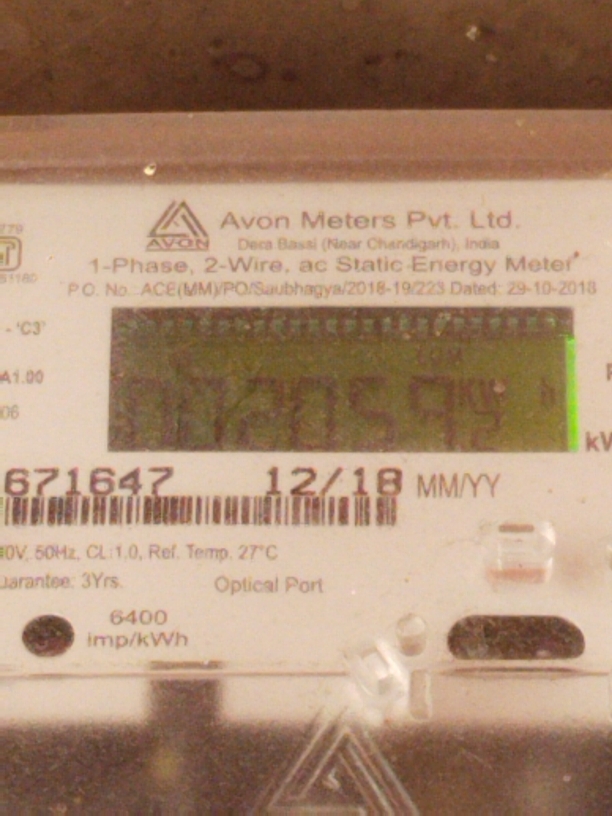 AVON
Avon Meters Pvt. Ltd.
Dera Bassi (Near Chandigarh), India
1-Phase, 2-Wire, ac Static Energy Meter
P.O. No. ACE(MM)/PO/Saubhagya/2018-19/223 Dated: 29-10-2018
- 'C3'
A1.00
06
002059
671647 12/18 MM/YY
0V, 50Hz, CL:1.0, Ref. Temp. 27°C
uarantee: 3Yrs. Optical Port
6400
imp/kWh